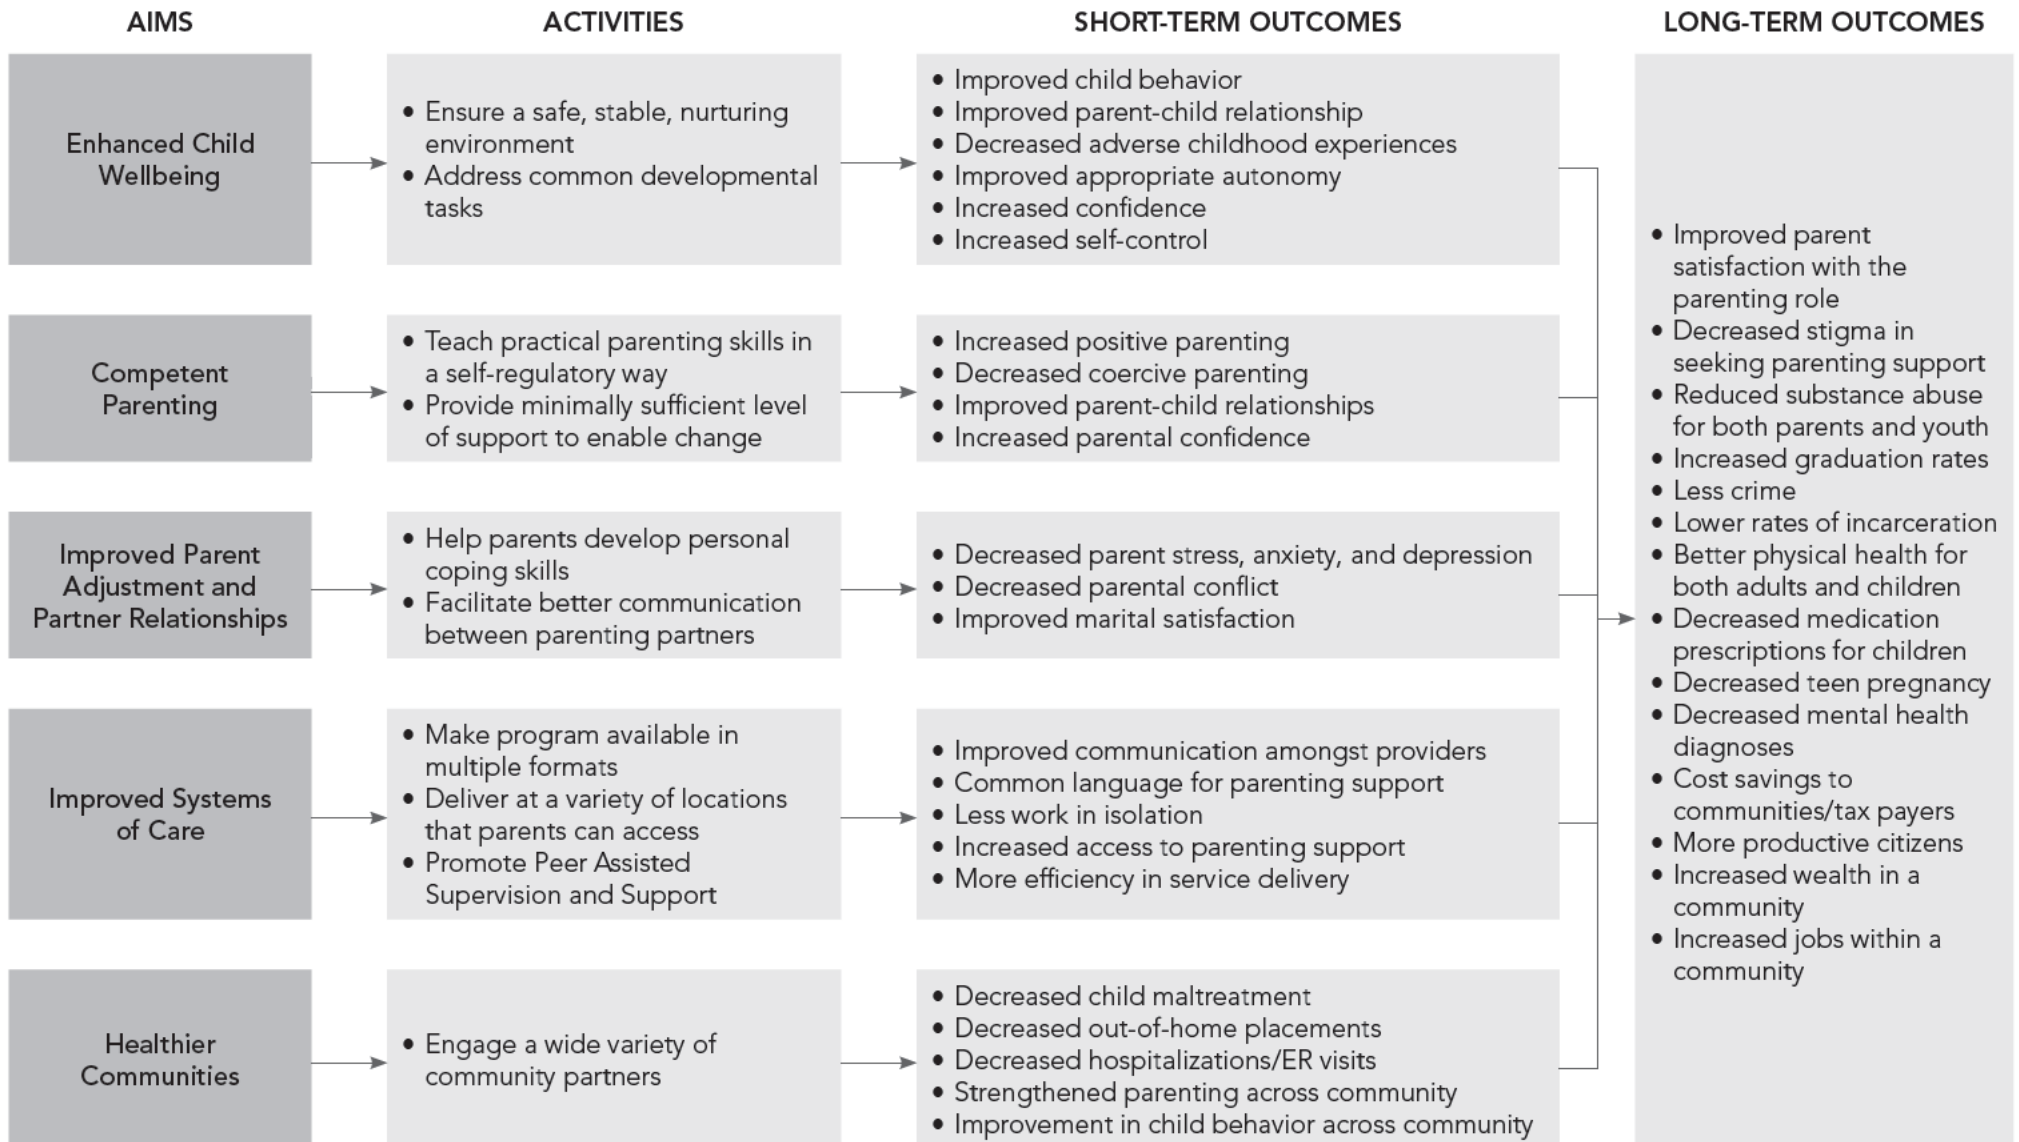 AIMS
ACTIVITIES
SHORT-TERM OUTCOMES
LONG-TERM OUTCOMES
Enhanced Child
Wellbeing
• Ensure a safe, stable, nurturing
environment
• Address common developmental
tasks
• Improved child behavior
• Improved parent-child relationship
• Decreased adverse childhood experiences
• Improved appropriate autonomy
• Increased confidence
• Increased self-control
Competent
Parenting
• Teach practical parenting skills in
a self-regulatory way
• Provide minimally sufficient level
of support to enable change
• Increased positive parenting
• Decreased coercive parenting
• Improved parent-child relationships
• Increased parental confidence
Improved Parent
Adjustment and
Partner Relationships
• Help parents develop personal
coping skills
• Facilitate better communication
between parenting partners
• Decreased parent stress, anxiety, and depression
• Decreased parental conflict
• Improved marital satisfaction
Improved Systems
of Care
• Make program available in
multiple formats
• Deliver at a variety of locations
that parents can access
• Promote Peer Assisted
Supervision and Support
• Improved communication amongst providers
• Common language for parenting support
• Less work in isolation
• Increased access to parenting support
• More efficiency in service delivery
Healthier
Communities
• Engage a wide variety of
community partners
• Decreased child maltreatment
• Decreased out-of-home placements
• Decreased hospitalizations/ER visits
• Strengthened parenting across community
• Improvement in child behavior across community
• Improved parent
satisfaction with the
parenting role
• Decreased stigma in
seeking parenting support
• Reduced substance abuse
for both parents and youth
• Increased graduation rates
• Less crime
• Lower rates of incarceration
• Better physical health for
both adults and children
• Decreased medication
prescriptions for children
• Decreased teen pregnancy
• Decreased mental health
diagnoses
• Cost savings to
communities/tax payers
• More productive citizens
• Increased wealth in a
community
• Increased jobs within a
community